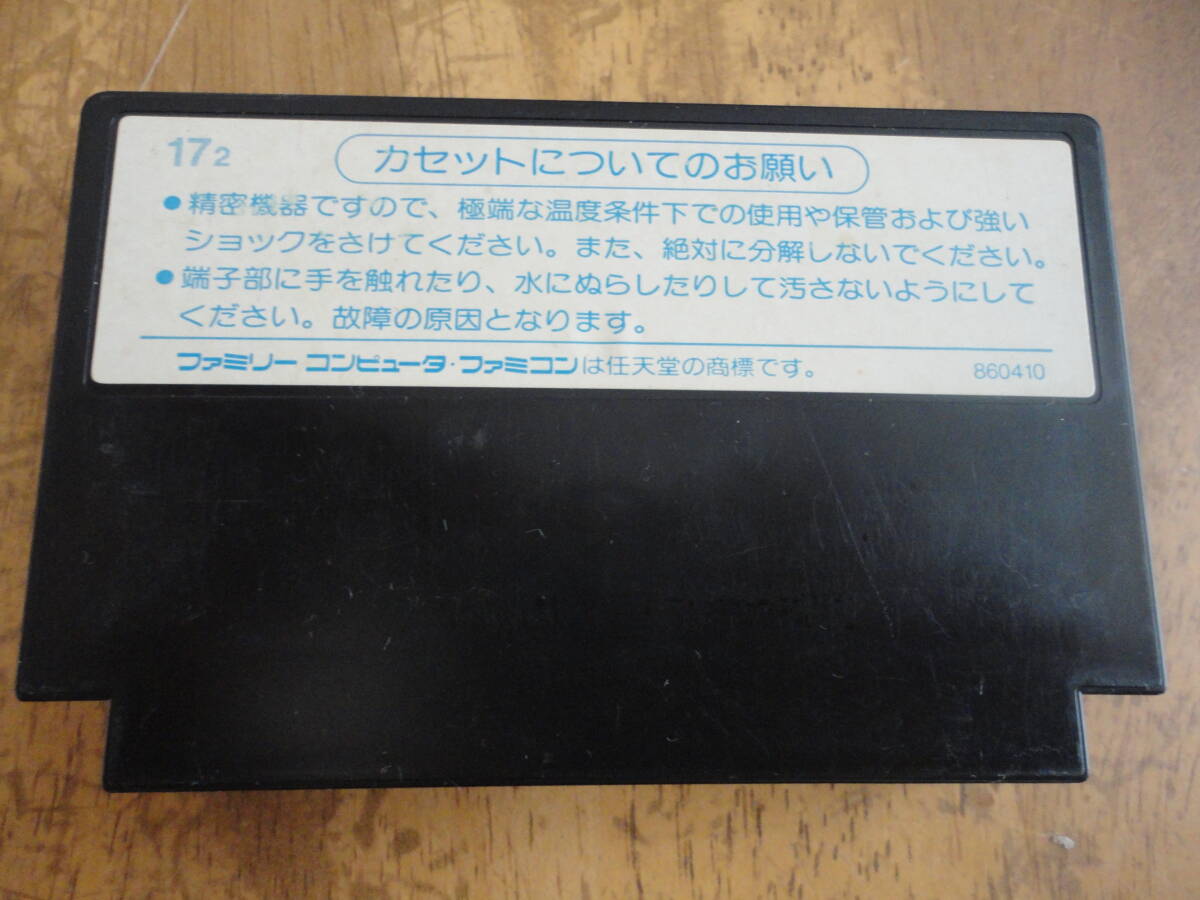 17 2
カセットについてのお願い
●精密機器ですので、極端な温度条件下での使用や保管および強い
ショックをさけてください。また、絶対に分解しないでください。
●端子部に手を触れたり、水にぬらしたりして汚さないようにして
ください。故障の原因となります。
ファミリーコンピュータ・ファミコンは任天堂の商標です。 860410